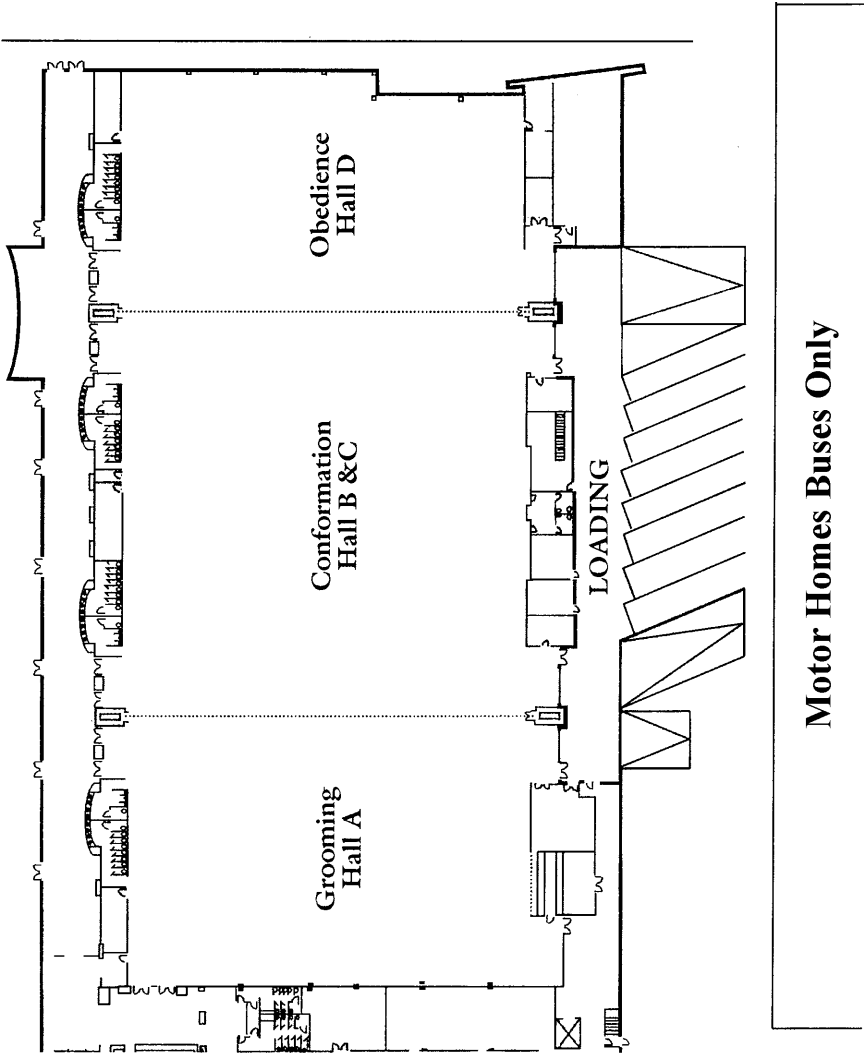 Grooming
Hall A
Conformation
Hall B &C
Obedience
Hall D
LOADING
Motor Homes Buses Only